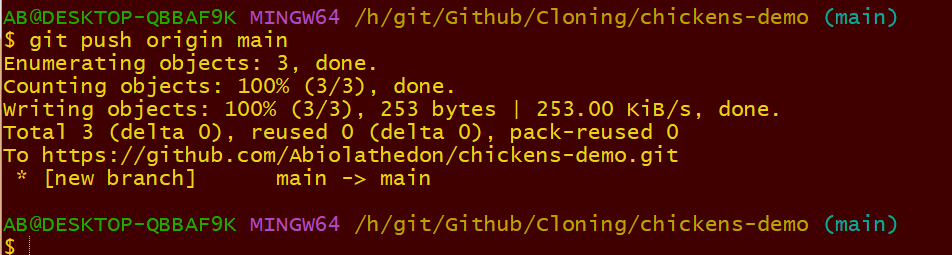 AB@DESKTOP-QBBAF9K MINGW64 /h/git/Github/Cloning/chickens-demo (main)
$ git push origin main
Enumerating objects: 3, done.
Counting objects: 100% (3/3), done.
Writing objects: 100% (3/3), 253 bytes | 253.00 KiB/s, done.
Total 3 (delta 0), reused 0 (delta 0), pack-reused 0
To https://github.com/Abiolathedon/chickens-demo.git
 * [new branch]      main -> main
AB@DESKTOP-QBBAF9K MINGW64 /h/git/Github/Cloning/chickens-demo (main)
$